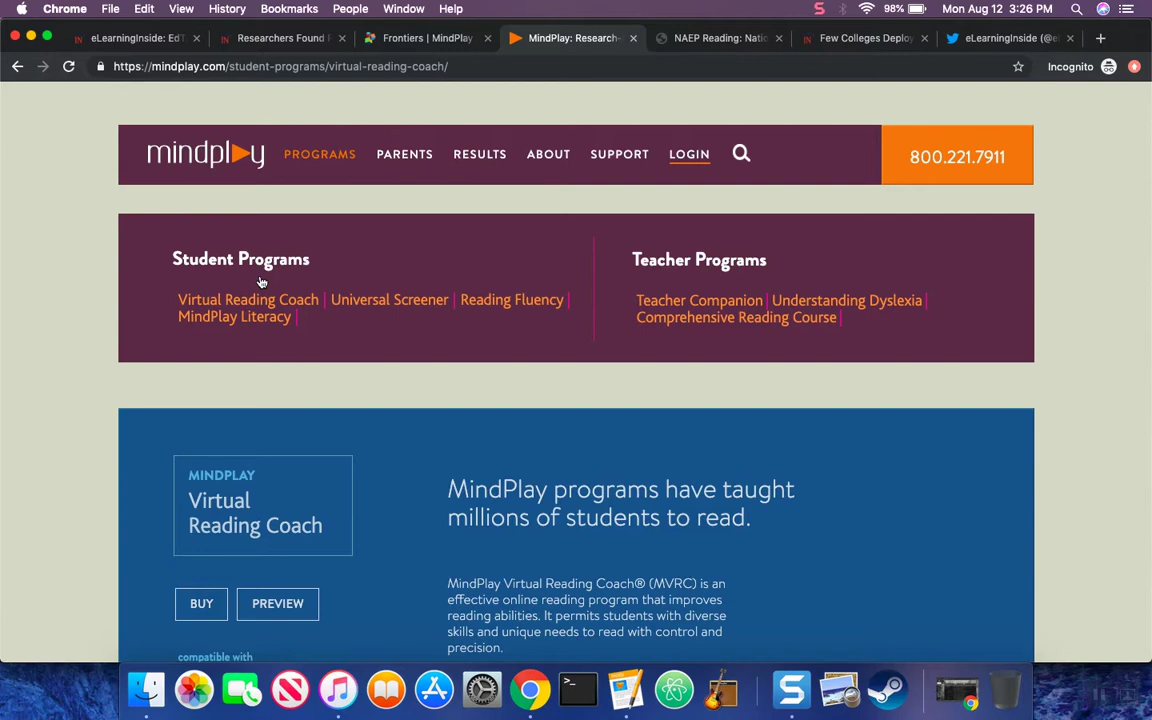 Chrome File Edit View History Bookmarks People Window Help 98% Mon Aug 12 3:26 PM
eLearningInside: EdT Researchers Found Frontiers | MindPlay MindPlay: Research- NAEP Reading: Natio Few Colleges Deploy eLearningInside (@e
https://mindplay.com/student-programs/virtual-reading-coach/ Incognito
mindplay PROGRAMS PARENTS RESULTS ABOUT SUPPORT LOGIN 800.221.7911
Student Programs
Virtual Reading Coach | Universal Screener | Reading Fluency |
MindPlay Literacy |
Teacher Programs
Teacher Companion | Understanding Dyslexia |
Comprehensive Reading Course |
MINDPLAY
Virtual
Reading Coach
BUY PREVIEW
compatible with
MindPlay programs have taught
millions of students to read.
MindPlay Virtual Reading Coach® (MVRC) is an
effective online reading program that improves
reading abilities. It permits students with diverse
skills and unique needs to read with control and
precision.